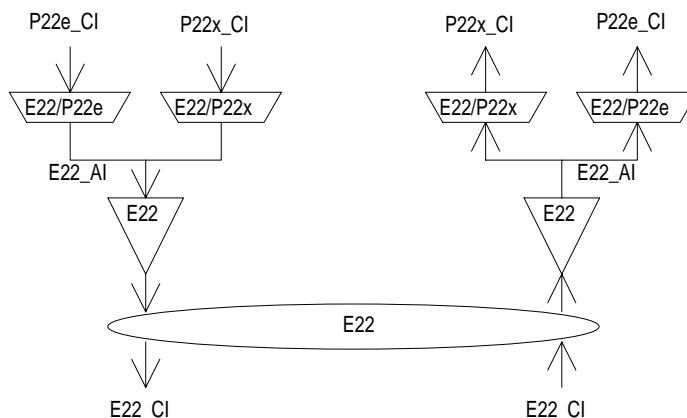 P22e_CI P22x_CI P22x_CI P22e_CI
E22/P22e E22/P22x E22/P22x E22/P22e
E22_AI E22_AI
E22 E22
E22
E22_CI E22_CI